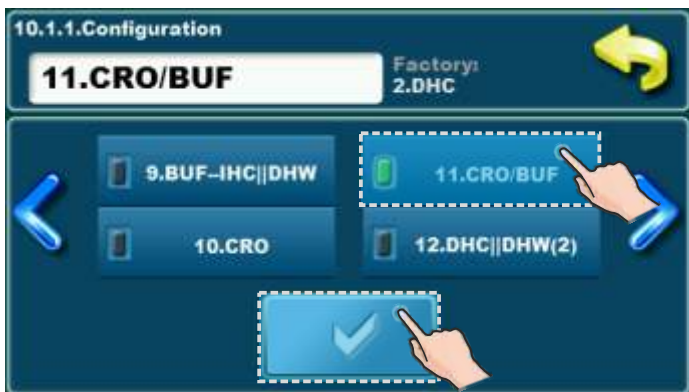 10.1.1.Configuration
11.CRO/BUF
Factory:
2.DHC
9.BUF–IHC||DHW
11.CRO/BUF
10.CRO
12.DHC||DHW(2)